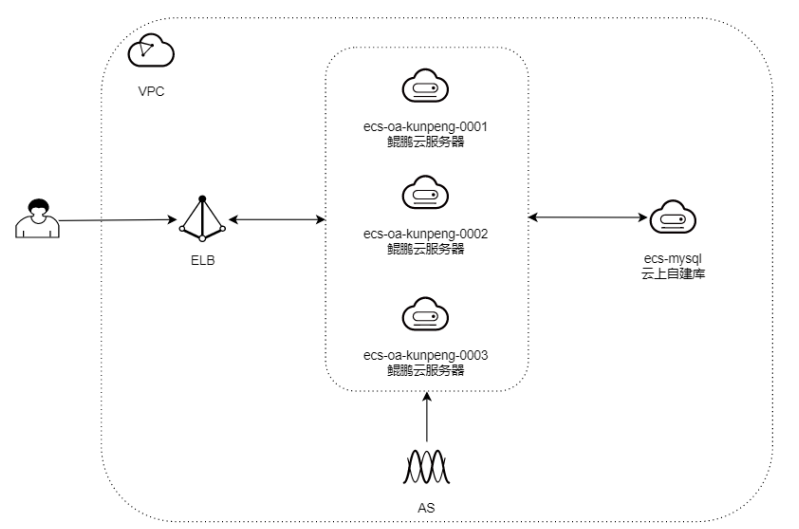 VPC
ecs-oa-kunpeng-0001
鲲鹏云服务器
ecs-oa-kunpeng-0002
鲲鹏云服务器
ELB
ecs-mysql
云上自建库
ecs-oa-kunpeng-0003
鲲鹏云服务器
AS